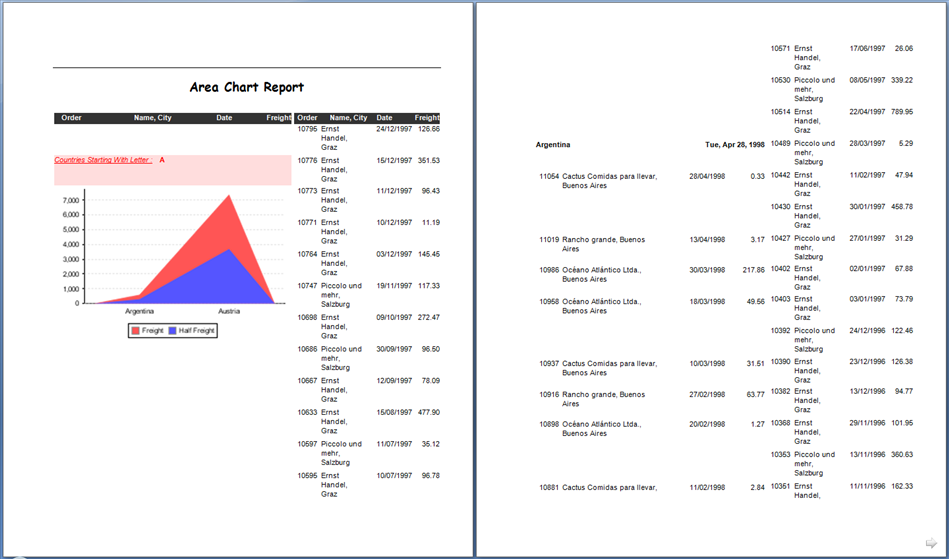 Area Chart Report
Order Name, City Date Freight
Countries Starting With Letter : A
7,000
6,000
5,000
4,000
3,000
2,000
1,000
0
Argentina Austria
Freight Half Freight
Order Name, City Date Freight
10795 Ernst 24/12/1997 126.66
Handel,
Graz
10776 Ernst 15/12/1997 351.53
Handel,
Graz
10773 Ernst 11/12/1997 96.43
Handel,
Graz
10771 Ernst 10/12/1997 11.19
Handel,
Graz
10764 Ernst 03/12/1997 145.45
Handel,
Graz
10747 Piccolo und 19/11/1997 117.33
mehr,
Salzburg
10698 Ernst 09/10/1997 272.47
Handel,
Graz
10686 Piccolo und 30/09/1997 96.50
mehr,
Salzburg
10667 Ernst 12/09/1997 78.09
Handel,
Graz
10633 Ernst 15/08/1997 477.90
Handel,
Graz
10597 Piccolo und 11/07/1997 35.12
mehr,
Salzburg
10595 Ernst 10/07/1997 96.78
Handel,
Graz
Argentina Tue, Apr 28, 1998
11054 Cactus Comidas para llevar, 28/04/1998 0.33
Buenos Aires
11019 Rancho grande, Buenos 13/04/1998 3.17
Aires
10986 Océano Atlántico Ltda., 30/03/1998 217.86
Buenos Aires
10958 Océano Atlántico Ltda., 18/03/1998 49.56
Buenos Aires
10937 Cactus Comidas para llevar, 10/03/1998 31.51
Buenos Aires
10916 Rancho grande, Buenos 27/02/1998 63.77
Aires
10898 Océano Atlántico Ltda., 20/02/1998 1.27
Buenos Aires
10881 Cactus Comidas para llevar, 11/02/1998 2.84
10571 Ernst 17/06/1997 26.06
Handel,
Graz
10530 Piccolo und 08/05/1997 339.22
mehr,
Salzburg
10514 Ernst 22/04/1997 789.95
Handel,
Graz
10489 Piccolo und 28/03/1997 5.29
mehr,
Salzburg
10442 Ernst 11/02/1997 47.94
Handel,
Graz
10430 Ernst 30/01/1997 458.78
Handel,
Graz
10427 Piccolo und 27/01/1997 31.29
mehr,
Salzburg
10402 Ernst 02/01/1997 67.88
Handel,
Graz
10403 Ernst 03/01/1997 73.79
Handel,
Graz
10392 Piccolo und 24/12/1996 122.46
mehr,
Salzburg
10390 Ernst 23/12/1996 126.38
Handel,
Graz
10382 Ernst 13/12/1996 94.77
Handel,
Graz
10368 Ernst 29/11/1996 101.95
Handel,
Graz
10353 Piccolo und 13/11/1996 360.63
mehr,
Salzburg
10351 Ernst 11/11/1996 162.33
Handel,